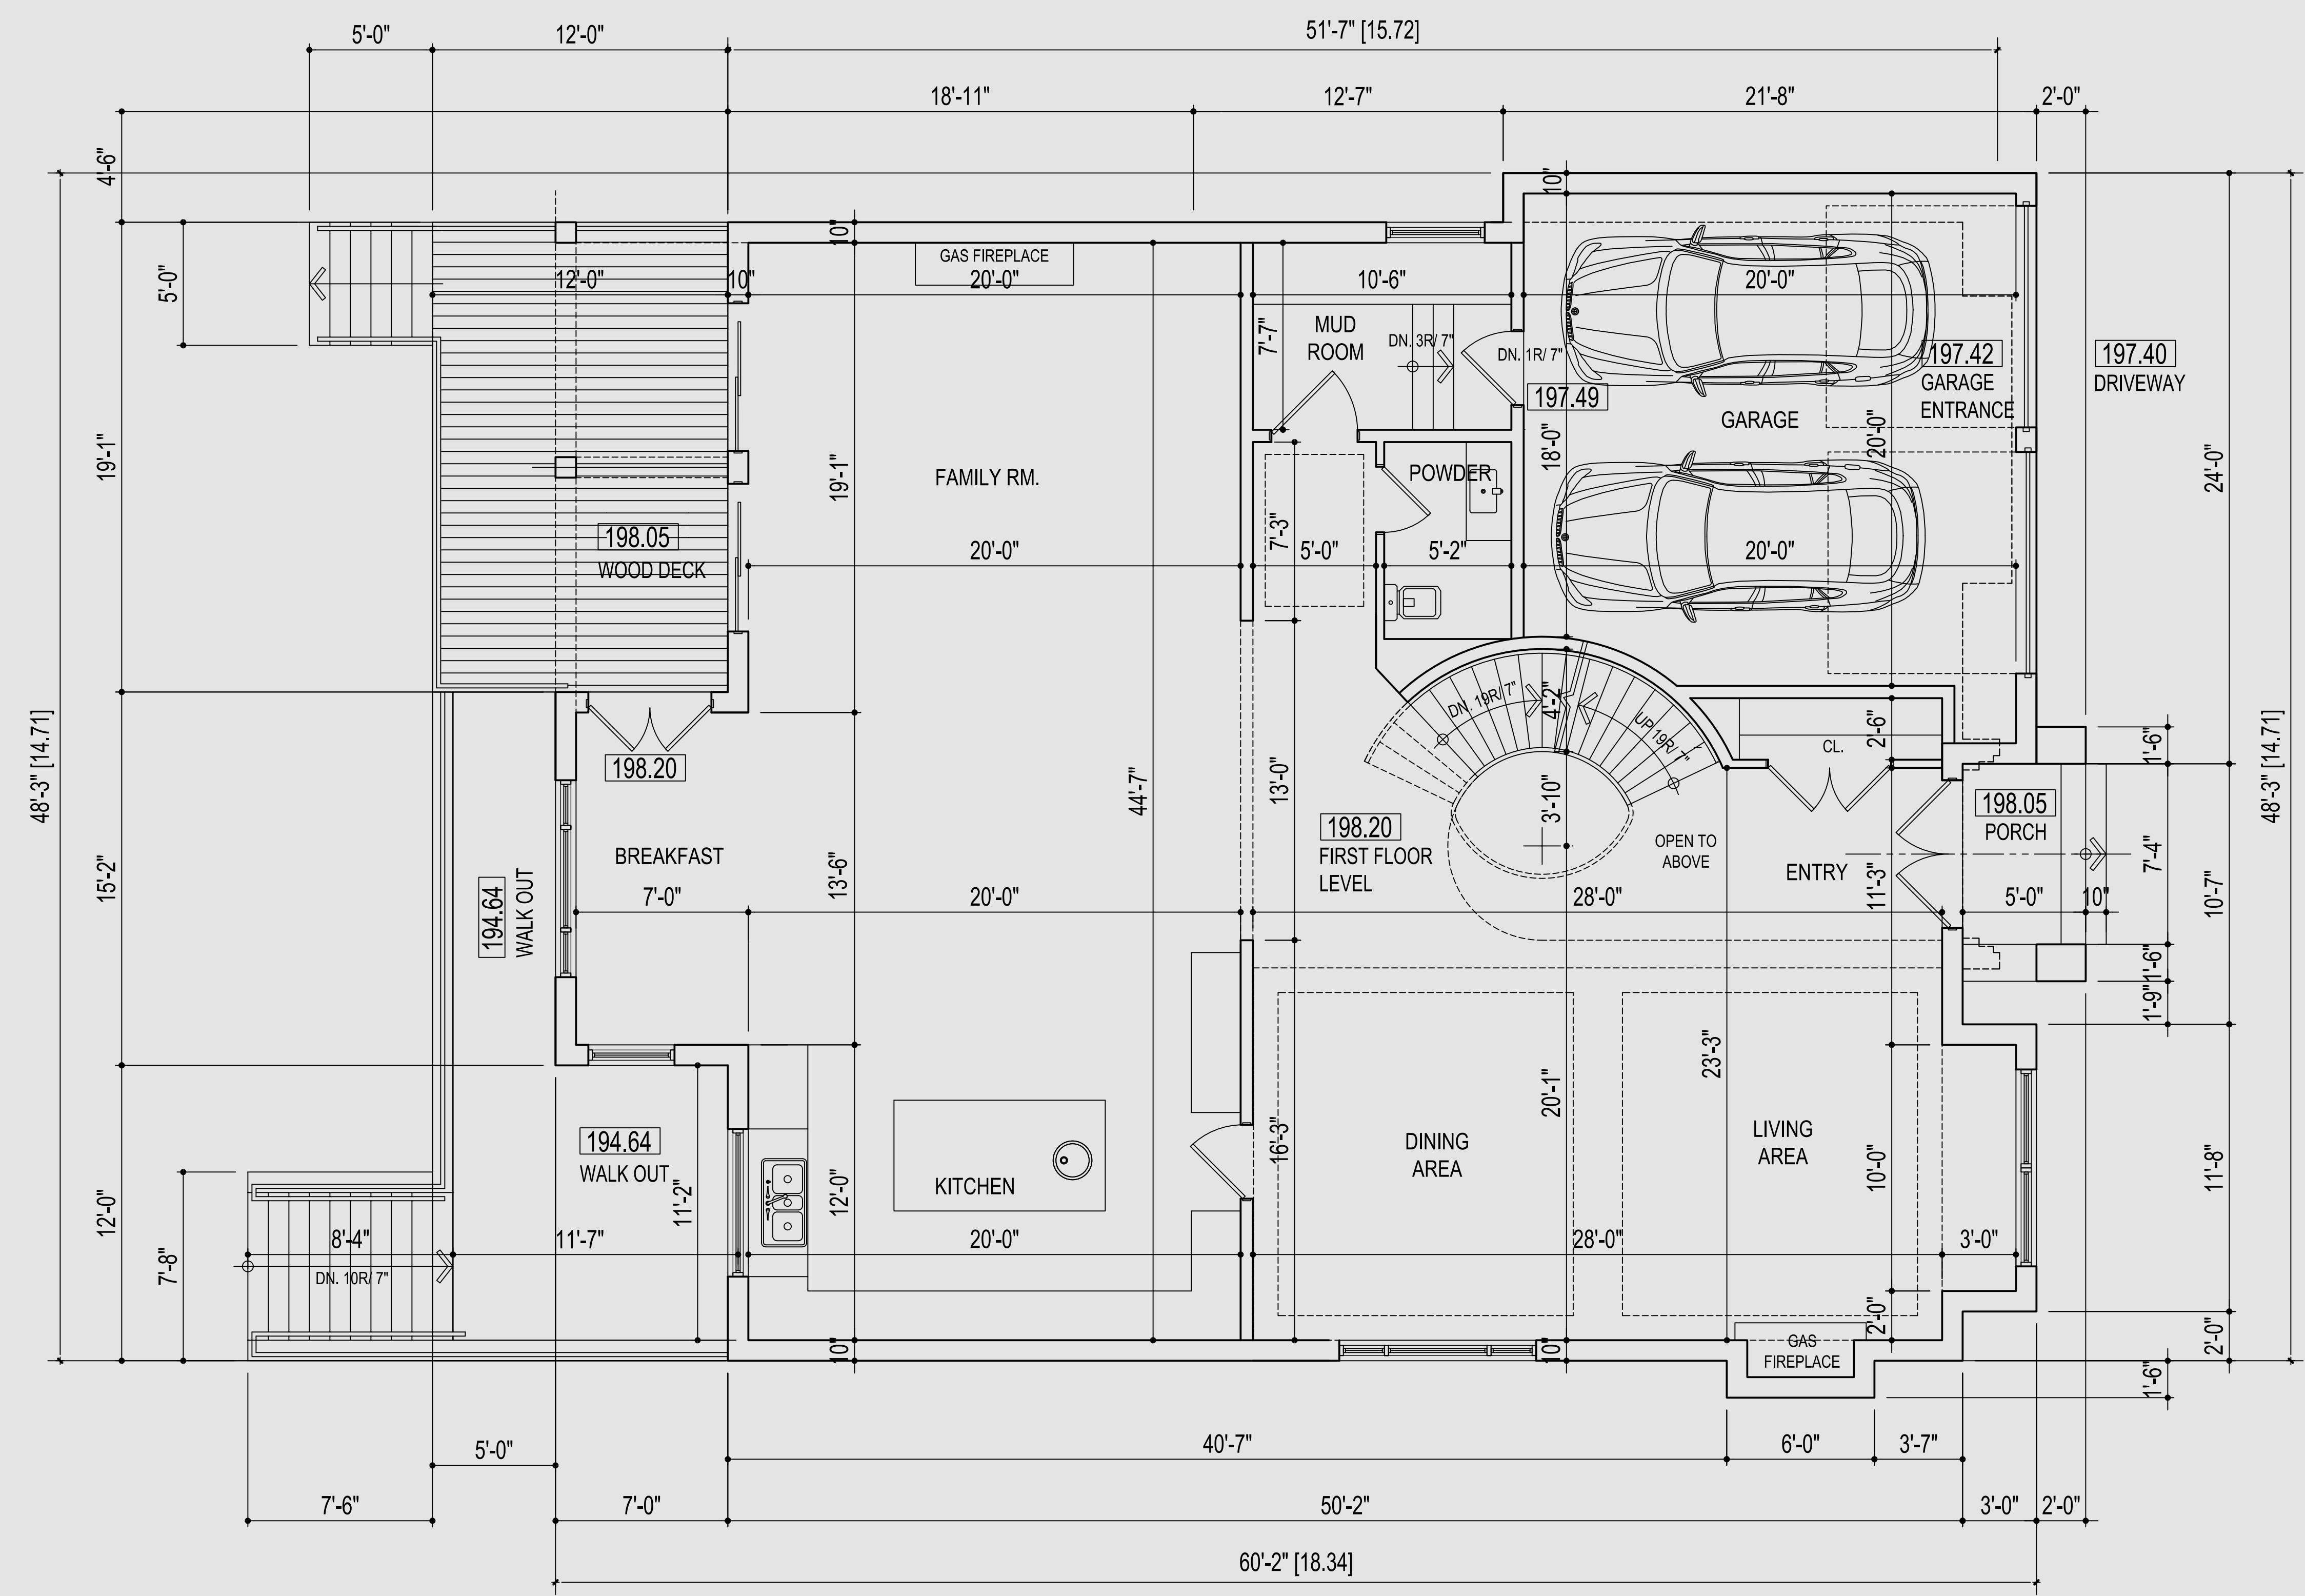 5'-0"
12'-0"
51'-7" [15.72]
18'-11"
12'-7"
21'-8"
2'-0"
4'-6"
10'
10"
5'-0"
GAS FIREPLACE
12'-0"
10"
20'-0"
10'-6"
20'-0"
MUD
ROOM
7'-7"
DN. 3R/ 7"
DN. 1R/ 7"
197.49
197.42
GARAGE
ENTRANCE
197.40
DRIVEWAY
GARAGE
20'-0"
18'-0"
19'-1"
19'-1"
FAMILY RM.
POWDER
24'-0"
198.05
WOOD DECK
20'-0"
7'-3"
5'-0"
5'-2"
20'-0"
DN. 19R/ 7"
4'-2"
UP 19R/ 7"
2'-6"
CL.
1'-6"
48'-3" [14.71]
48'-3" [14.71]
198.20
44'-7"
13'-0"
3'-10"
198.05
PORCH
198.20
FIRST FLOOR
LEVEL
OPEN TO
ABOVE
ENTRY
BREAKFAST
15'-2"
13'-6"
7'-4"
11'-3"
10'-7"
194.64
WALK OUT
7'-0"
20'-0"
28'-0"
5'-0"
10"
1'-6"
1'-9"
23'-3"
20'-1"
194.64
WALK OUT
16'-3"
DINING
AREA
LIVING
AREA
10'-0"
11'-8"
KITCHEN
12'-0"
11'-2"
12'-0"
8'-4"
DN. 10R/ 7"
7'-8"
11'-7"
20'-0"
28'-0"
3'-0"
2'-0"
2'-0"
10"
10"
GAS
FIREPLACE
1'-6"
5'-0"
40'-7"
6'-0"
3'-7"
7'-6"
7'-0"
50'-2"
3'-0"
2'-0"
60'-2" [18.34]